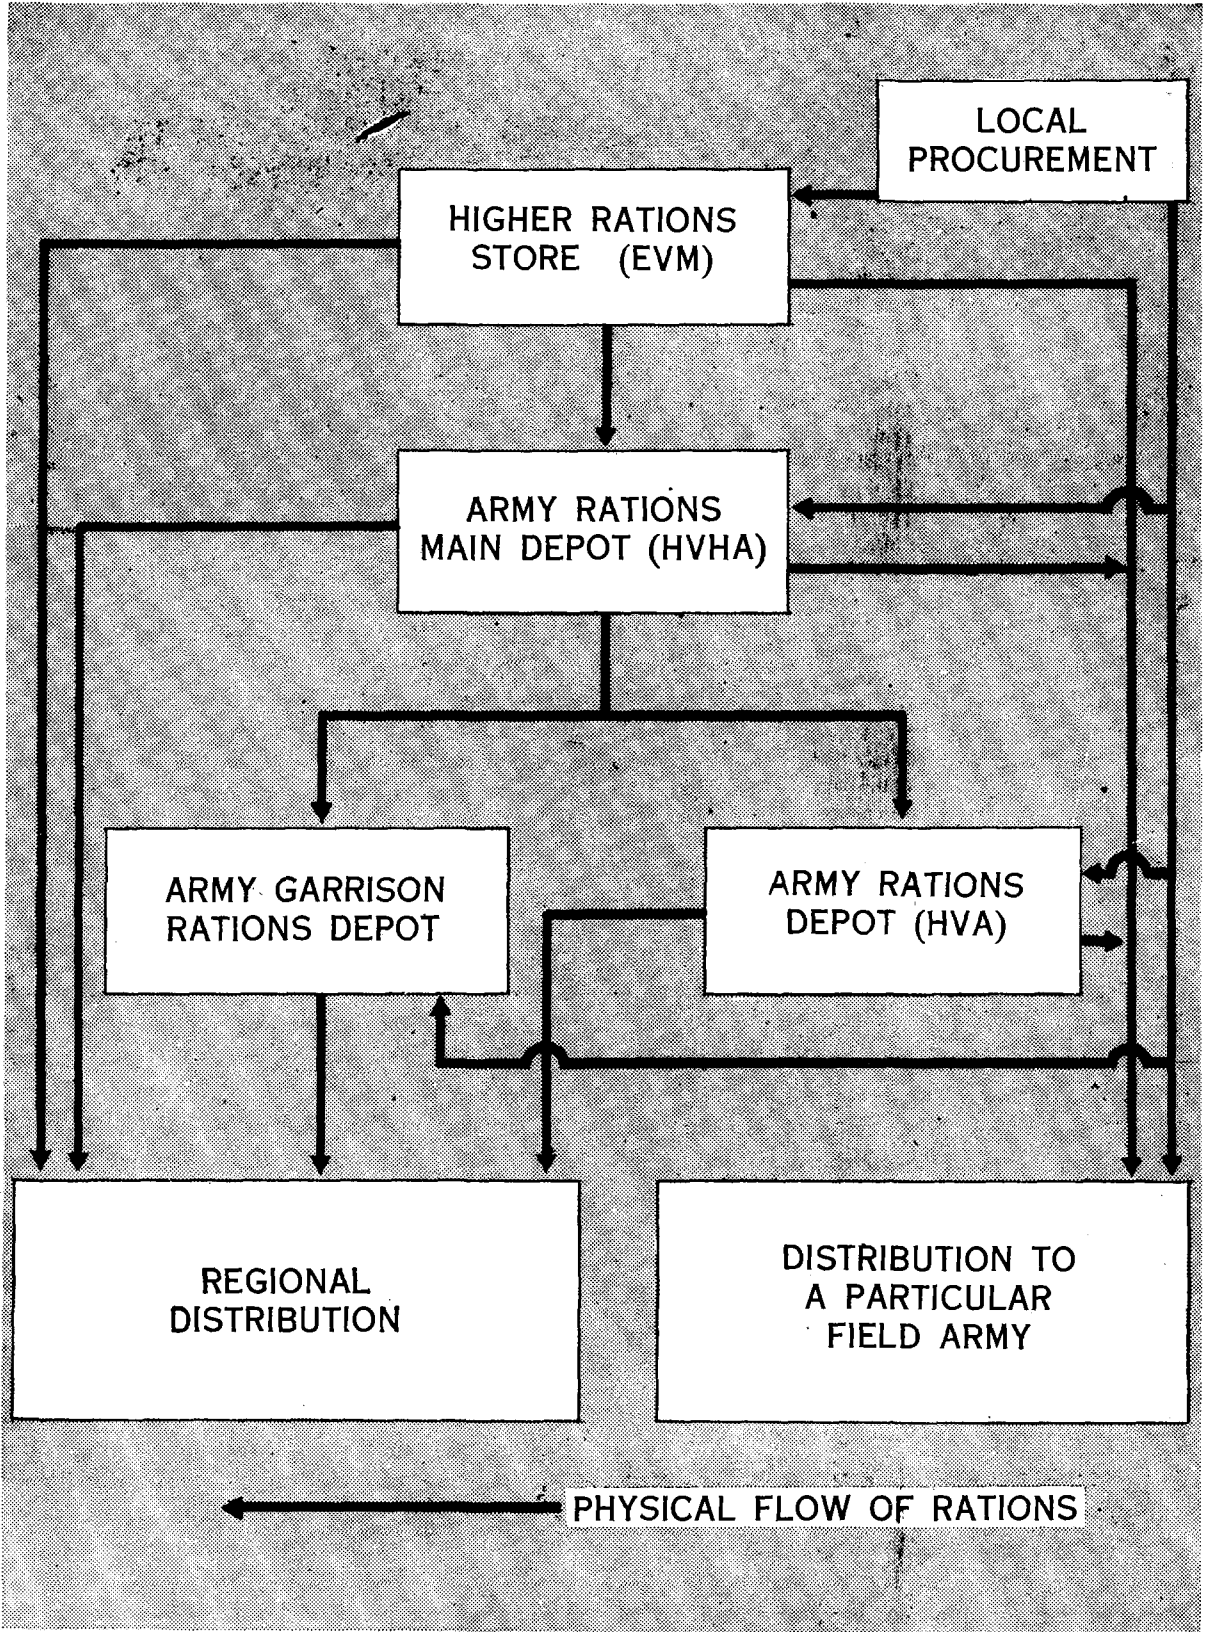 LOCAL
PROCUREMENT
HIGHER RATIONS
STORE (EVM)
ARMY RATIONS
MAIN DEPOT (HVHA)
ARMY GARRISON
RATIONS DEPOT
ARMY RATIONS
DEPOT (HVA)
REGIONAL
DISTRIBUTION
DISTRIBUTION TO
A PARTICULAR
FIELD ARMY
PHYSICAL FLOW OF RATIONS